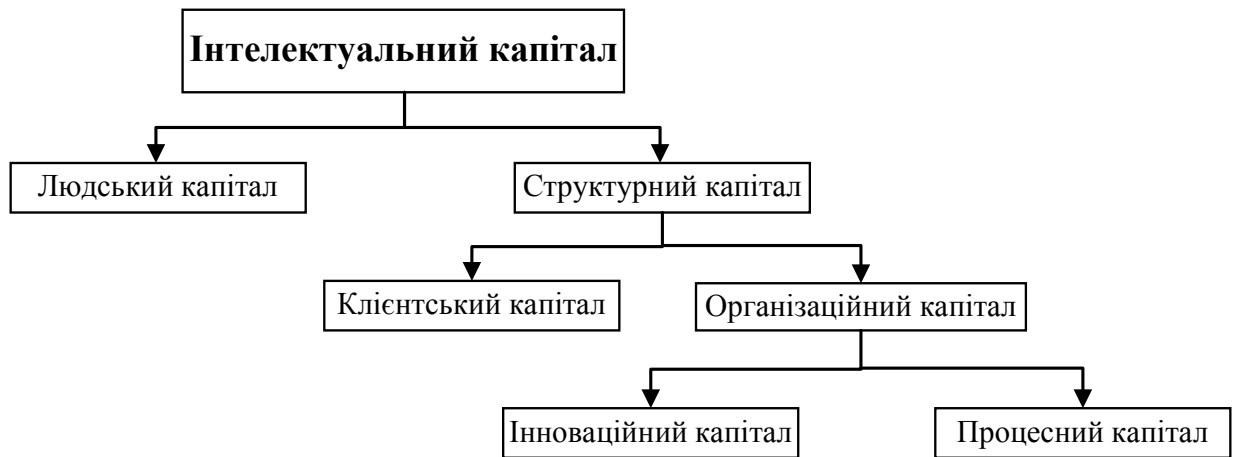 Інтелектуальний капітал
Людський капітал
Структурний капітал
Клієнтський капітал
Організаційний капітал
Інноваційний капітал
Процесний капітал